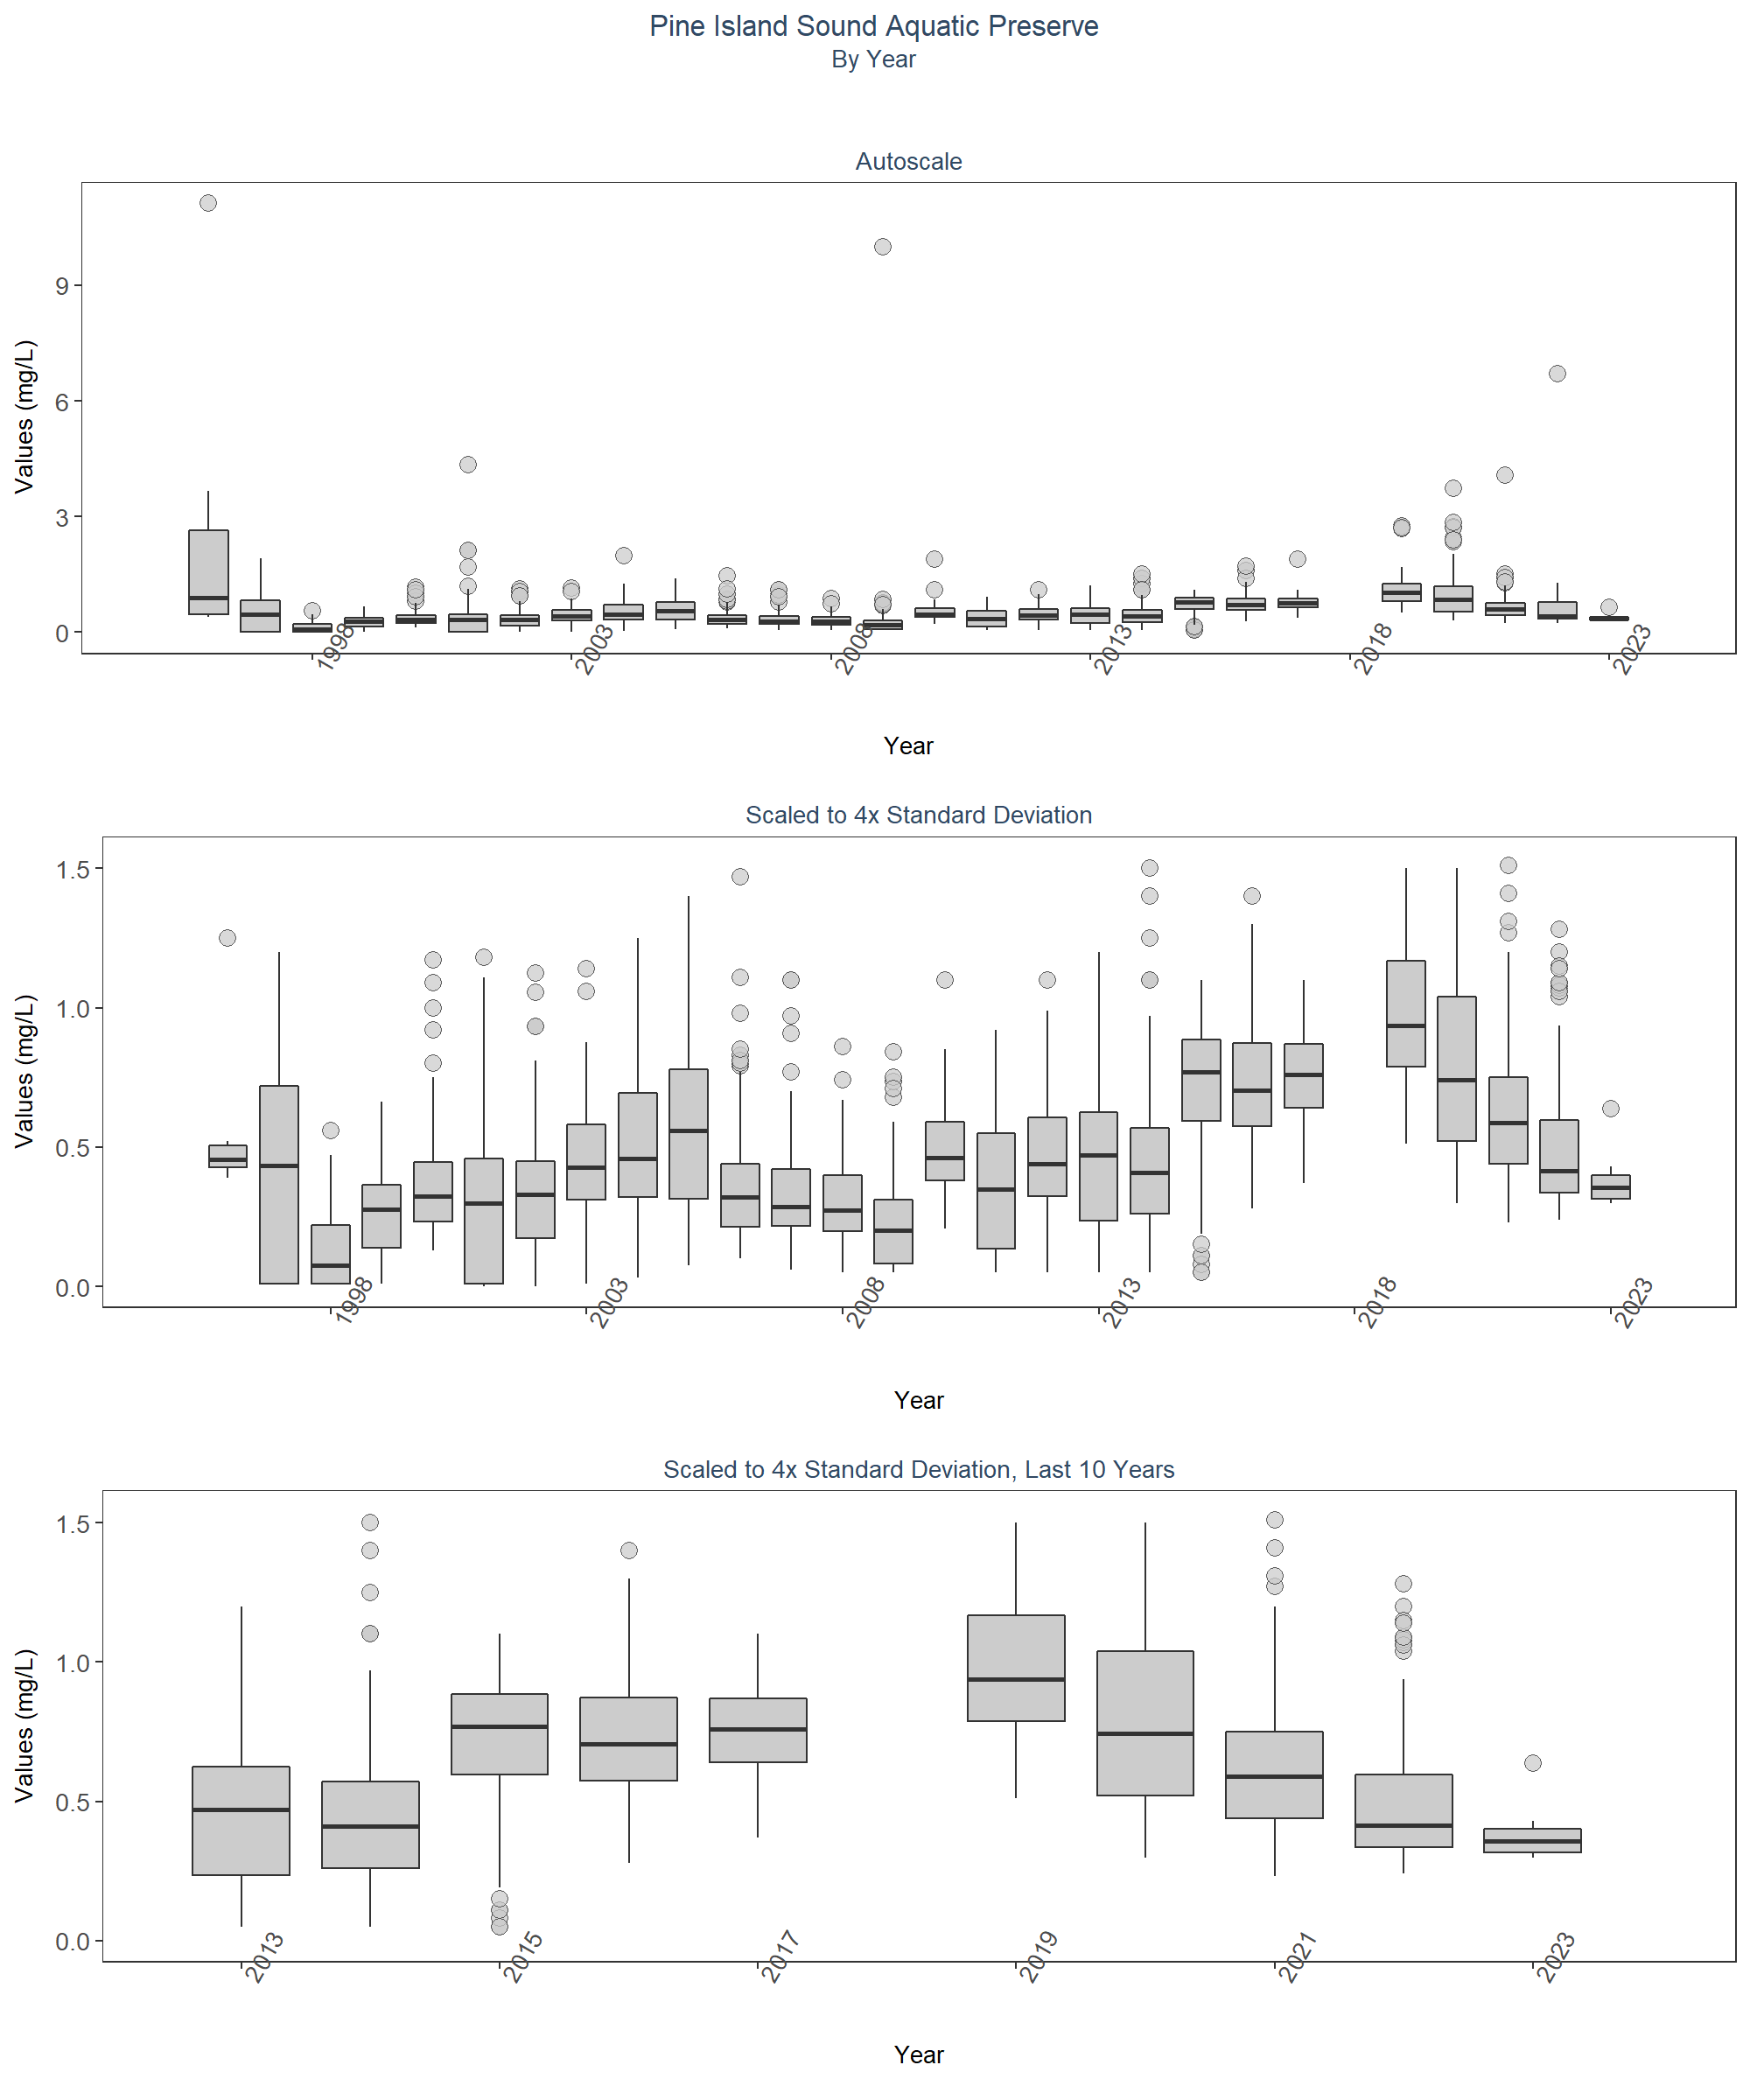 Pine Island Sound Aquatic Preserve
By Year
Autoscale
Values (mg/L)
9
6
3
0
1998
2003
2008
2013
2018
2023
Year
Scaled to 4x Standard Deviation
Values (mg/L)
1.5
1.0
0.5
0.0
1998
2003
2008
2013
2018
2023
Year
Scaled to 4x Standard Deviation, Last 10 Years
Values (mg/L)
1.5
1.0
0.5
0.0
2013
2015
2017
2019
2021
2023
Year